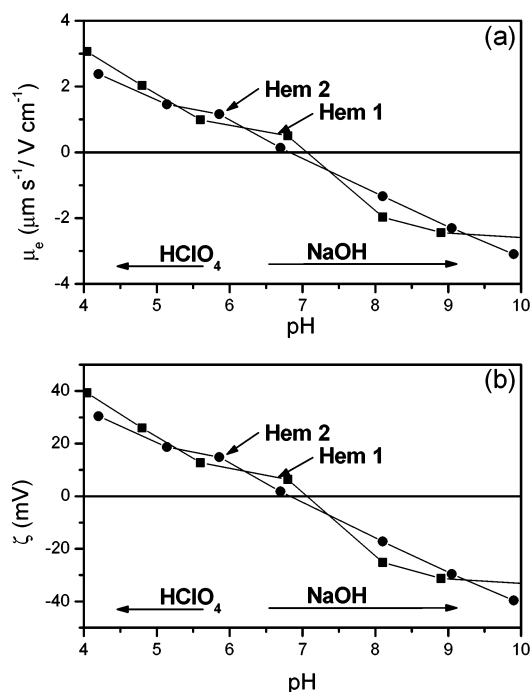 (a)
4
2
0
-2
-4
μₑ (μm s⁻¹/ V cm⁻¹)
Hem 2
Hem 1
HClO₄
NaOH
4 5 6 7 8 9 10
pH
(b)
40
20
0
-20
-40
ζ (mV)
Hem 2
Hem 1
HClO₄
NaOH
4 5 6 7 8 9 10
pH